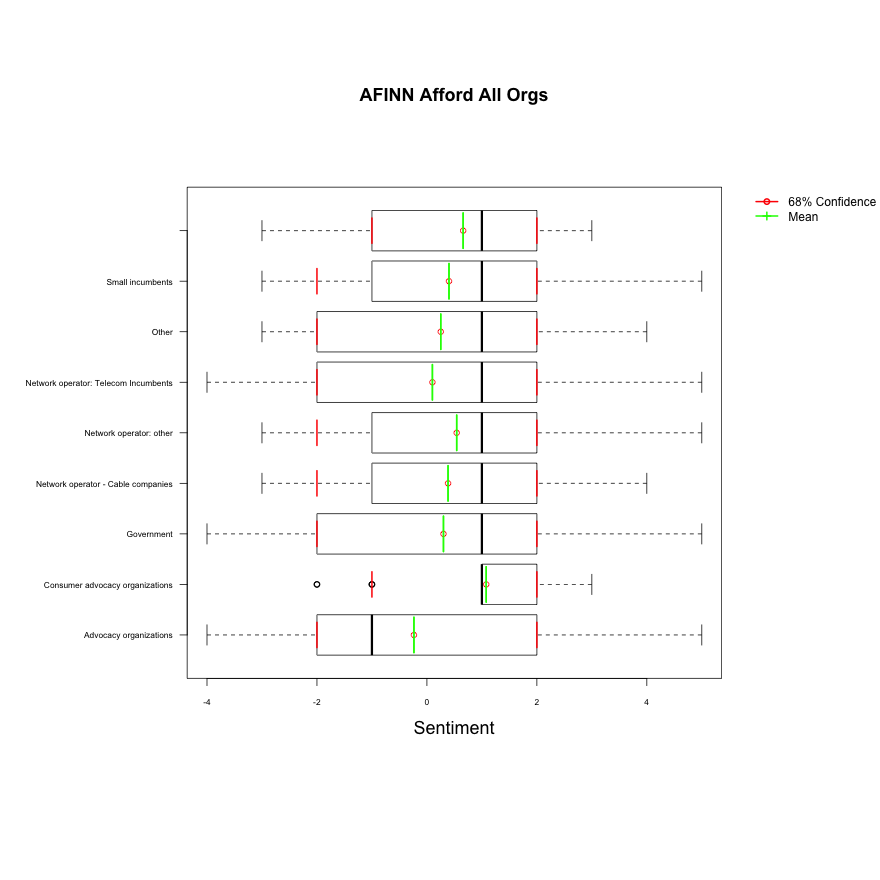 AFINN Afford All Orgs
68% Confidence
Mean
Small incumbents
Other
Network operator: Telecom Incumbents
Network operator: other
Network operator - Cable companies
Government
Consumer advocacy organizations
Advocacy organizations
-4 -2 0 2 4
Sentiment